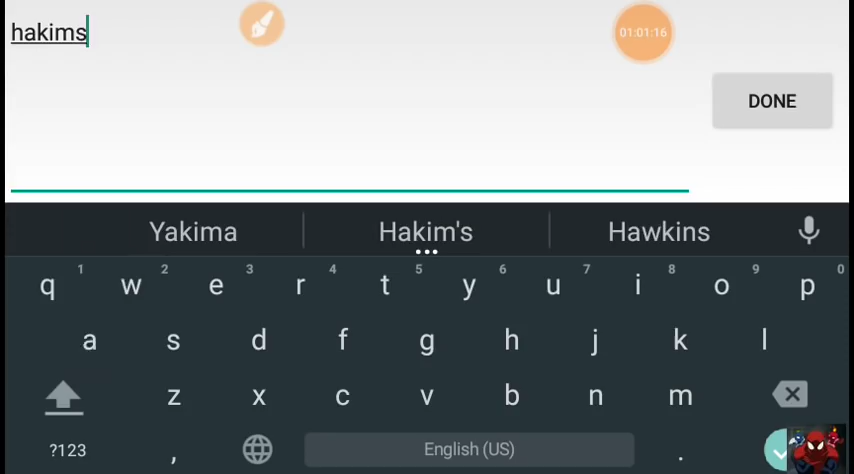 hakims
01:01:16
DONE
Yakima Hakim's Hawkins
q 1 w 2 e 3 r 4 t 5 y 6 u 7 i 8 o 9 p 0
a s d f g h j k l
z x c v b n m
?123 , English (US) .